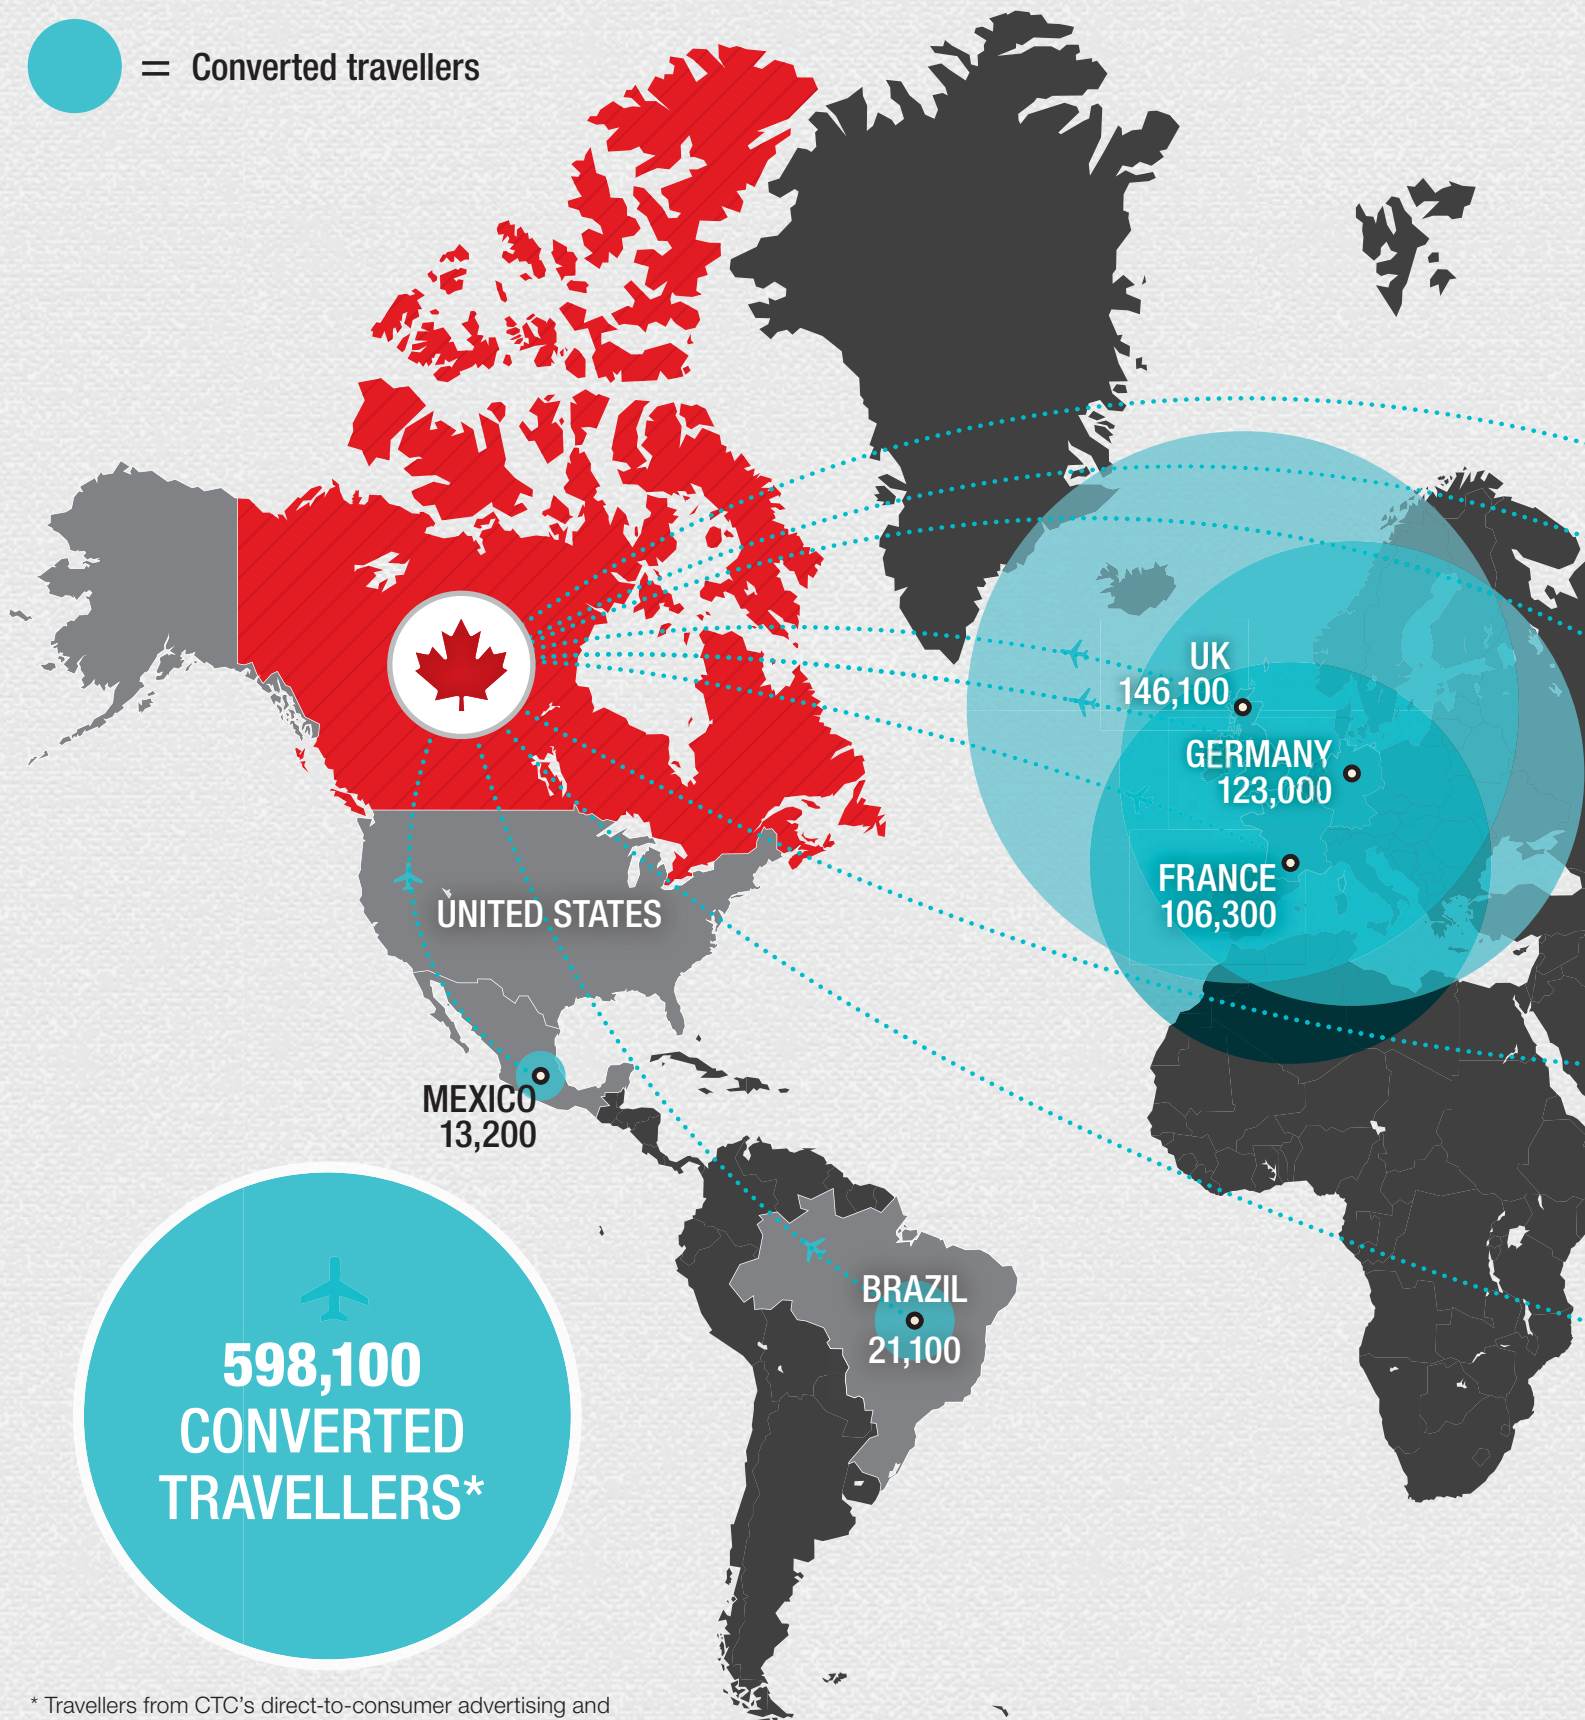 = Converted travellers
UK
146,100
GERMANY
123,000
FRANCE
106,300
UNITED STATES
MEXICO
13,200
BRAZIL
21,100
598,100
CONVERTED
TRAVELLERS*
* Travellers from CTC's direct-to-consumer advertising and